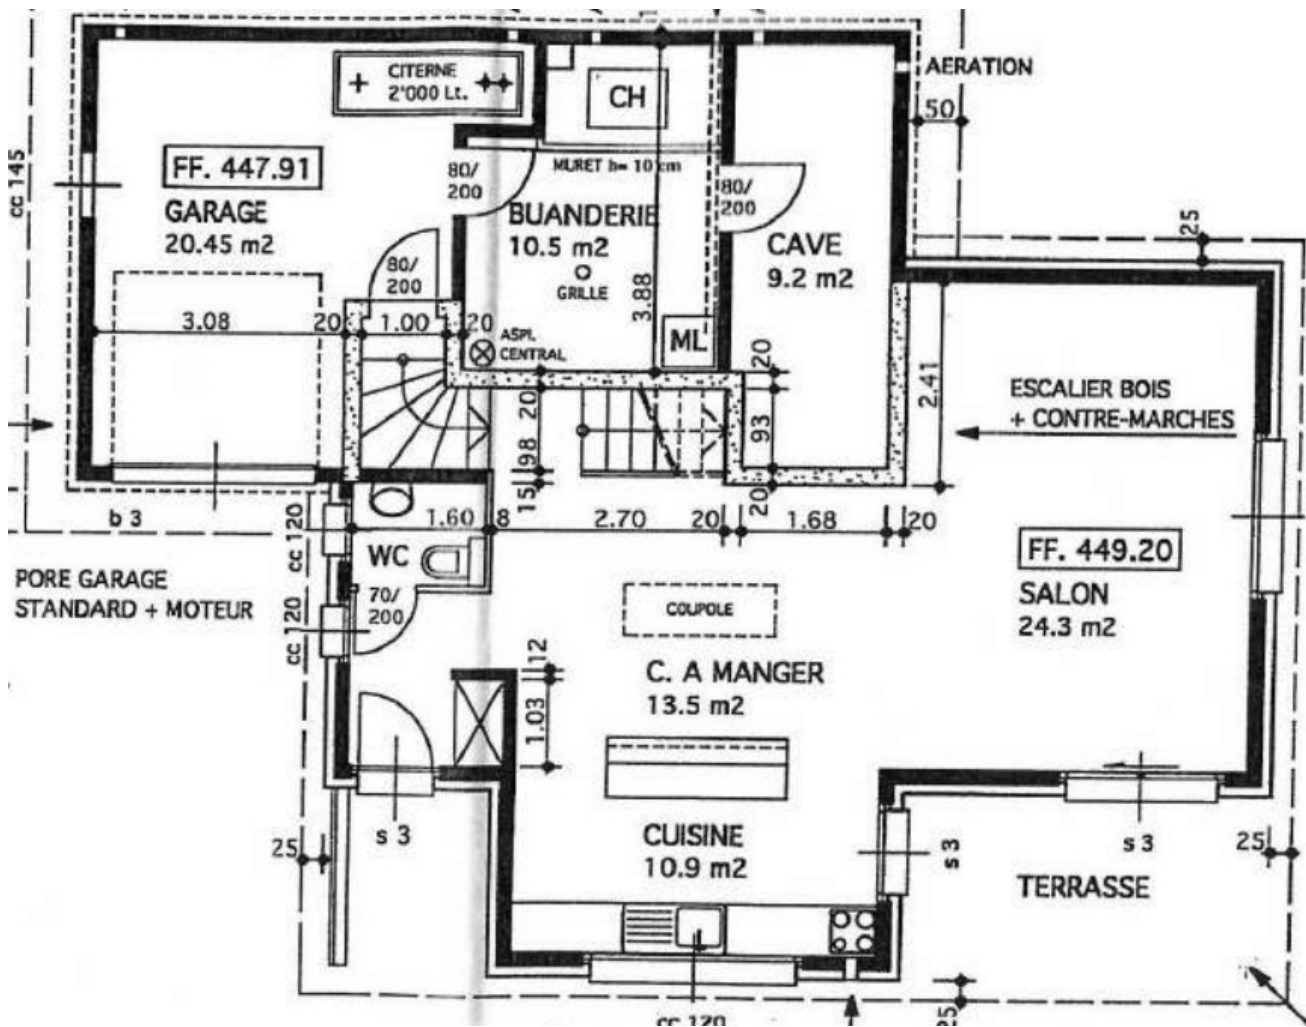 CITERNE
2'000 Lt.
CH
AERATION
50
FF. 447.91
GARAGE
20.45 m2
cc 145
80/
200
MURET h= 10 cm
BUANDERIE
10.5 m2
GRILLE
80/
200
CAVE
9.2 m2
25
80/
200
3.08
20
1.00
20
ASPI.
CENTRAL
3.88
ML
20
2.41
ESCALIER BOIS
+ CONTRE-MARCHES
20
98
15
93
20
b 3
cc 120
1.60
8
2.70
20
1.68
20
FF. 449.20
SALON
24.3 m2
WC
PORE GARAGE
STANDARD + MOTEUR
70/
200
cc 120
COUPOLE
12
1.03
C. A MANGER
13.5 m2
CUISINE
10.9 m2
s 3
25
s 3
s 3
25
TERRASSE
cc 120
25